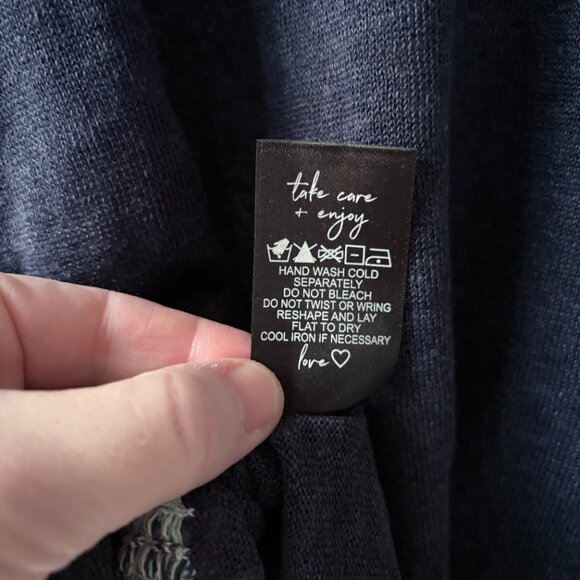 take care
+ enjoy
HAND WASH COLD
SEPARATELY
DO NOT BLEACH
DO NOT TWIST OR WRING
RESHAPE AND LAY
FLAT TO DRY
COOL IRON IF NECESSARY
love ♡